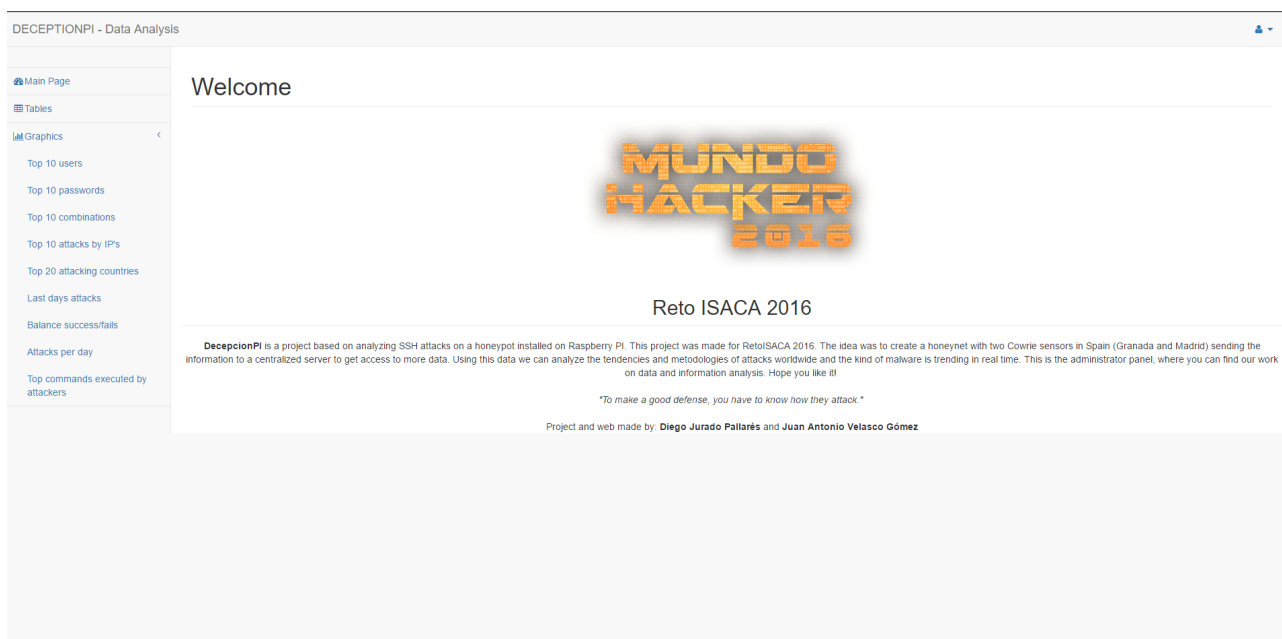 DECEPTIONPI - Data Analysis
Main Page
Tables
Graphics
Top 10 users
Top 10 passwords
Top 10 combinations
Top 10 attacks by IP's
Top 20 attacking countries
Last days attacks
Balance success/fails
Attacks per day
Top commands executed by
attackers
Welcome
MUNDO
HACKER
2016
Reto ISACA 2016
DecepcionPI is a project based on analyzing SSH attacks on a honeypot installed on Raspberry PI. This project was made for RetoISACA 2016. The idea was to create a honeynet with two Cowrie sensors in Spain (Granada and Madrid) sending the
information to a centralized server to get access to more data. Using this data we can analyze the tendencies and metodologies of attacks worldwide and the kind of malware is trending in real time. This is the administrator panel, where you can find our work
on data and information analysis. Hope you like it!
"To make a good defense, you have to know how they attack."
Project and web made by: Diego Jurado Pallarés and Juan Antonio Velasco Gómez